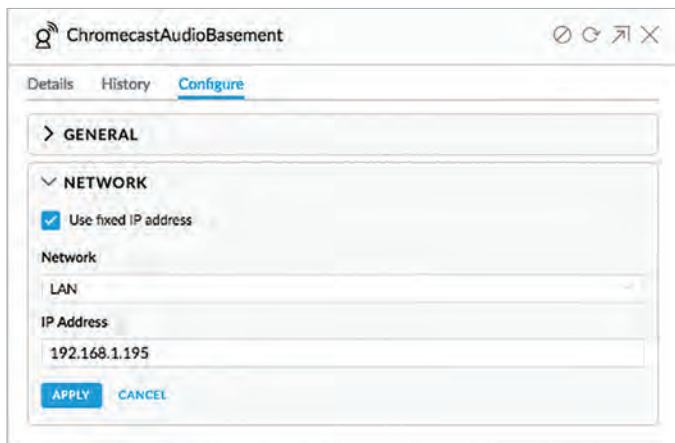 ChromecastAudioBasement
Details History Configure
GENERAL
NETWORK
Use fixed IP address
Network
LAN
IP Address
192.168.1.195
APPLY CANCEL